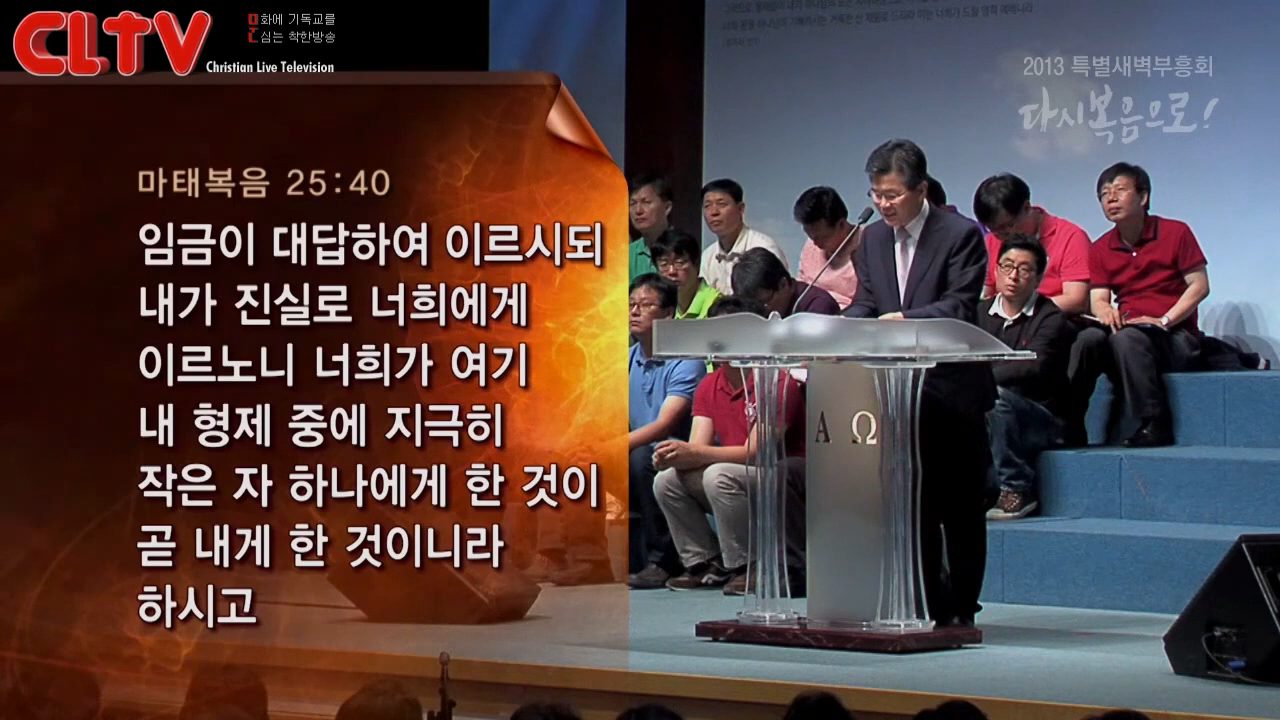 CLTV
문화에 기독교를
심는 착한방송
Christian Live Television
2013 특별새벽부흥회
다시복음으로!
마태복음 25:40
임금이 대답하여 이르시되
내가 진실로 너희에게
이르노니 너희가 여기
내 형제 중에 지극히
작은 자 하나에게 한 것이
곧 내게 한 것이니라
하시고
Α Ω